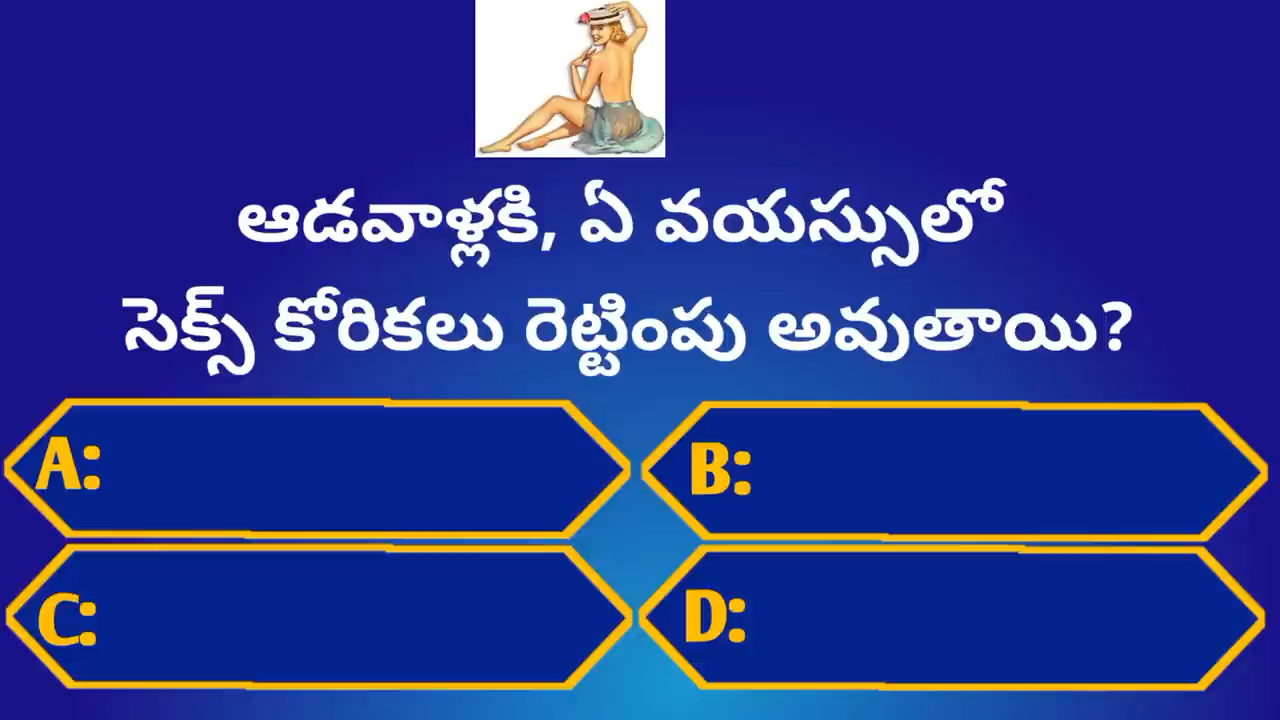 ఆడవాళ్లకి, ఏ వయస్సులో
సెక్స్ కోరికలు రెట్టింపు అవుతాయి?
A:
B:
C:
D: